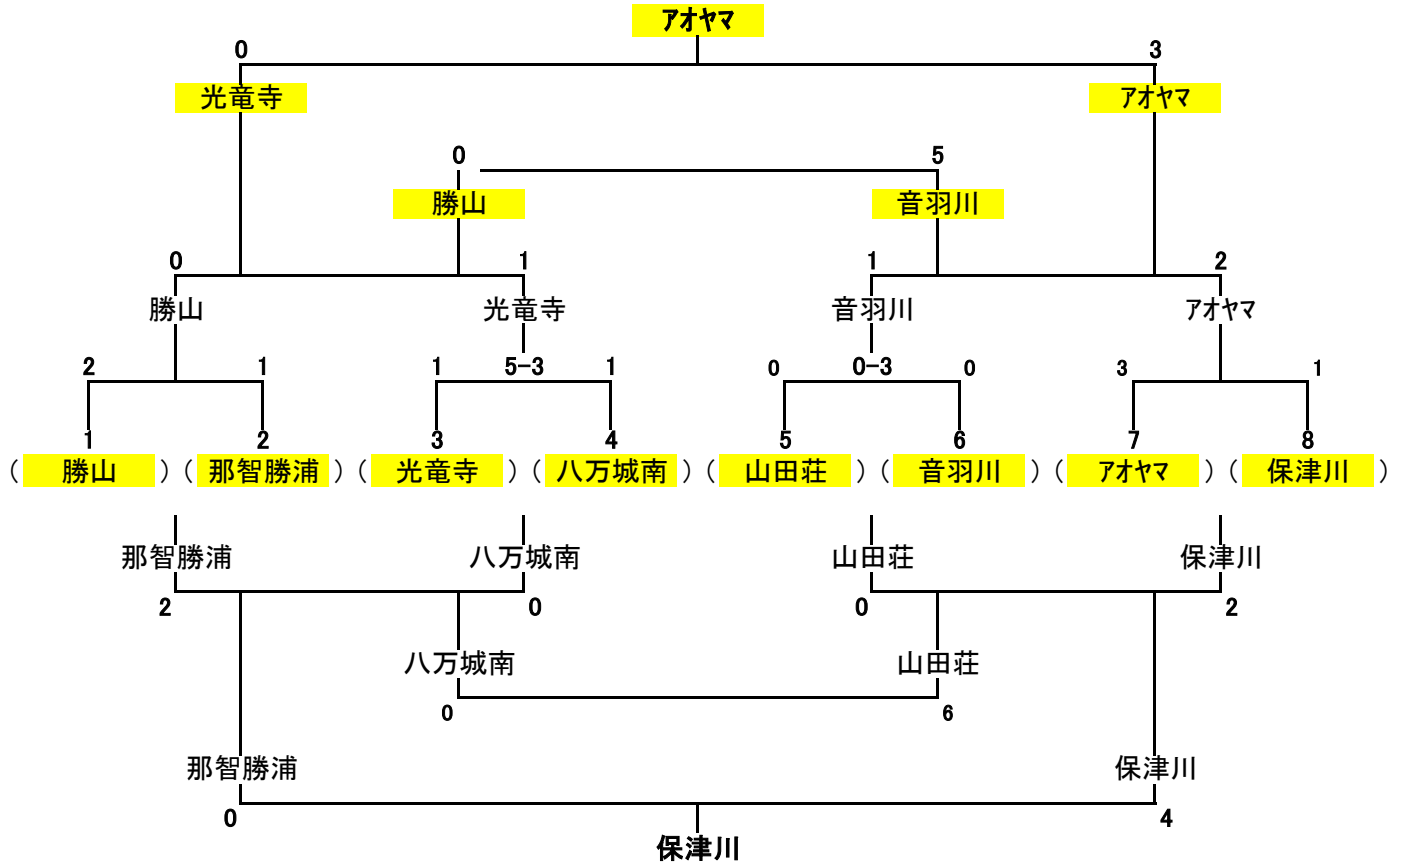 アオヤマ
0 3
光竜寺 アオヤマ
0 5
勝山 音羽川
0 1 1 2
勝山 光竜寺 音羽川 アオヤマ
2 1 1 5-3 1 0 0-3 0 3 1
1 2 3 4 5 6 7 8
( 勝山 ) ( 那智勝浦 ) ( 光竜寺 ) ( 八万城南 ) ( 山田荘 ) ( 音羽川 ) ( アオヤマ ) ( 保津川 )
那智勝浦 八万城南 山田荘 保津川
2 0 0 2
八万城南 山田荘
0 6
那智勝浦 保津川
0 4
保津川